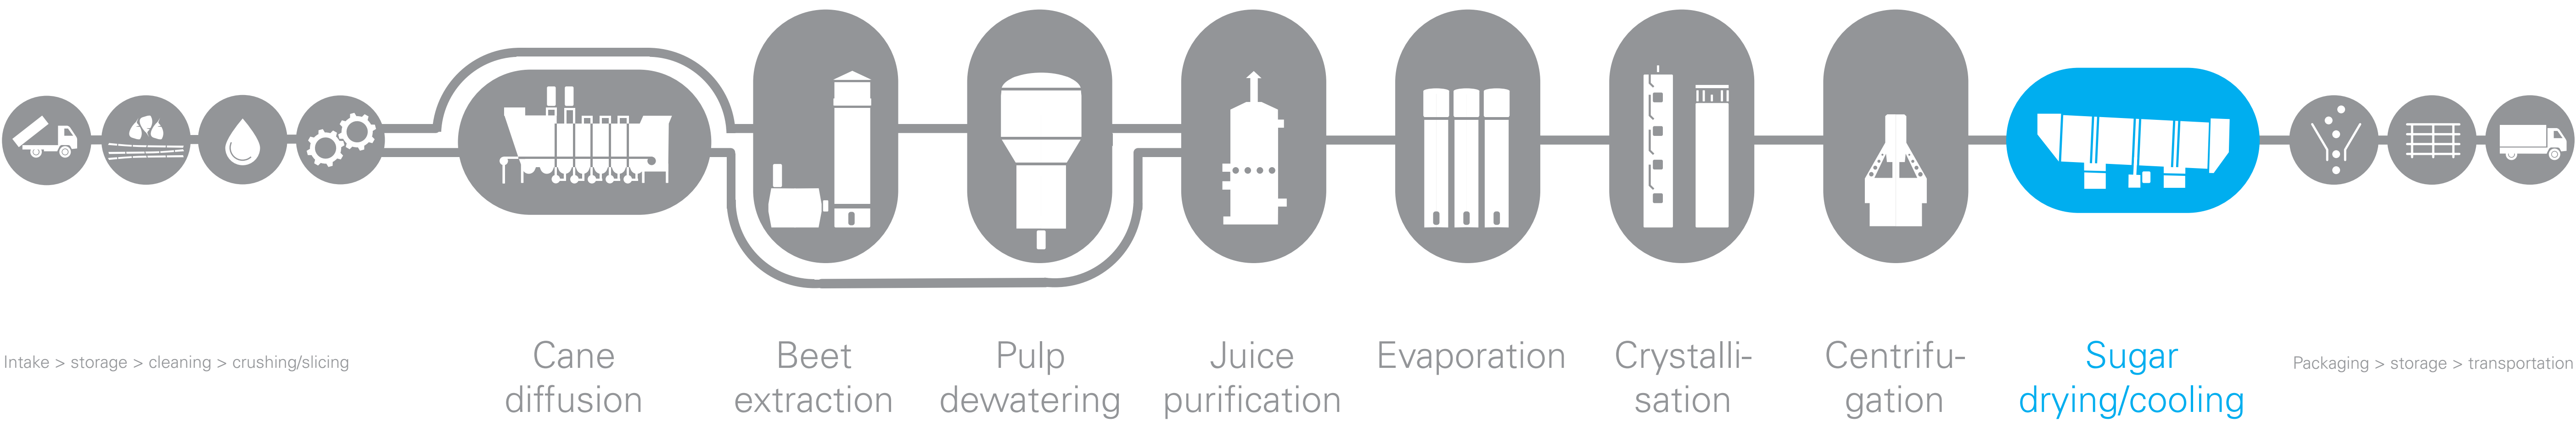 Intake > storage > cleaning > crushing/slicing
Cane
diffusion
Beet
extraction
Pulp
dewatering
Juice
purification
Evaporation
Crystalli-
sation
Centrifu-
gation
Sugar
drying/cooling
Packaging > storage > transportation